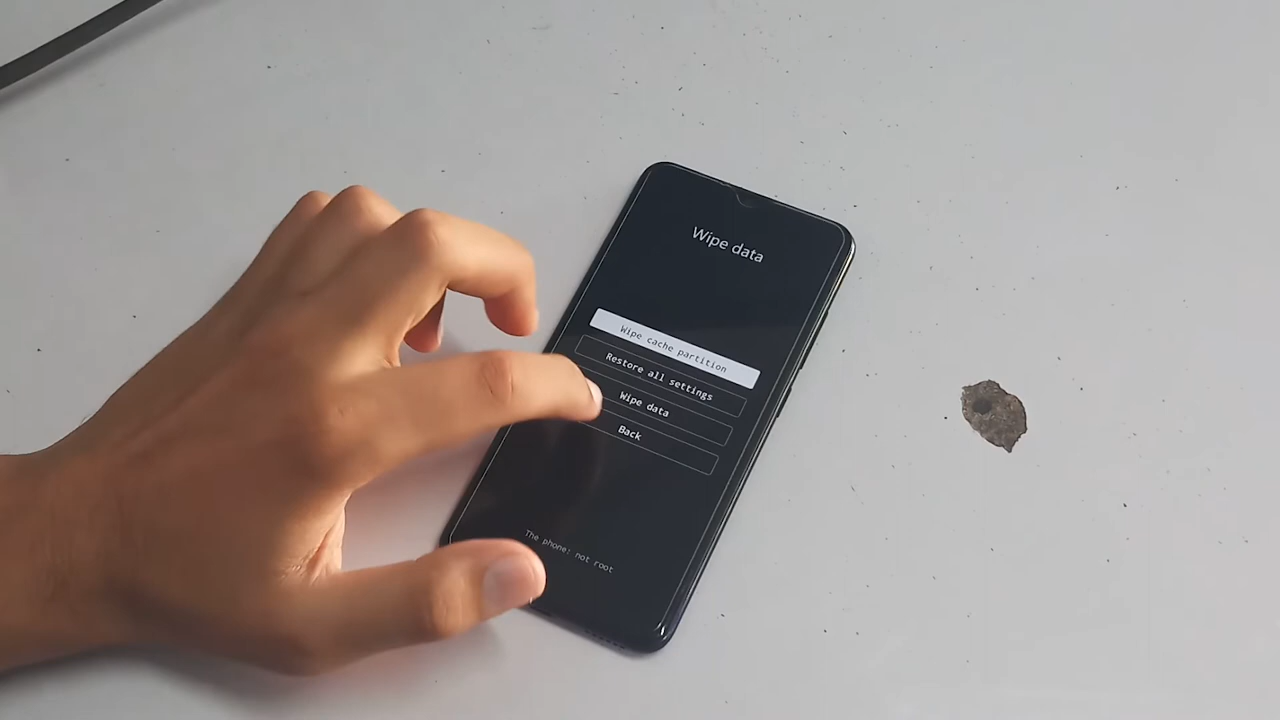 Wipe data
Wipe cache partition
Restore all settings
Wipe data
Back
The phone: not root